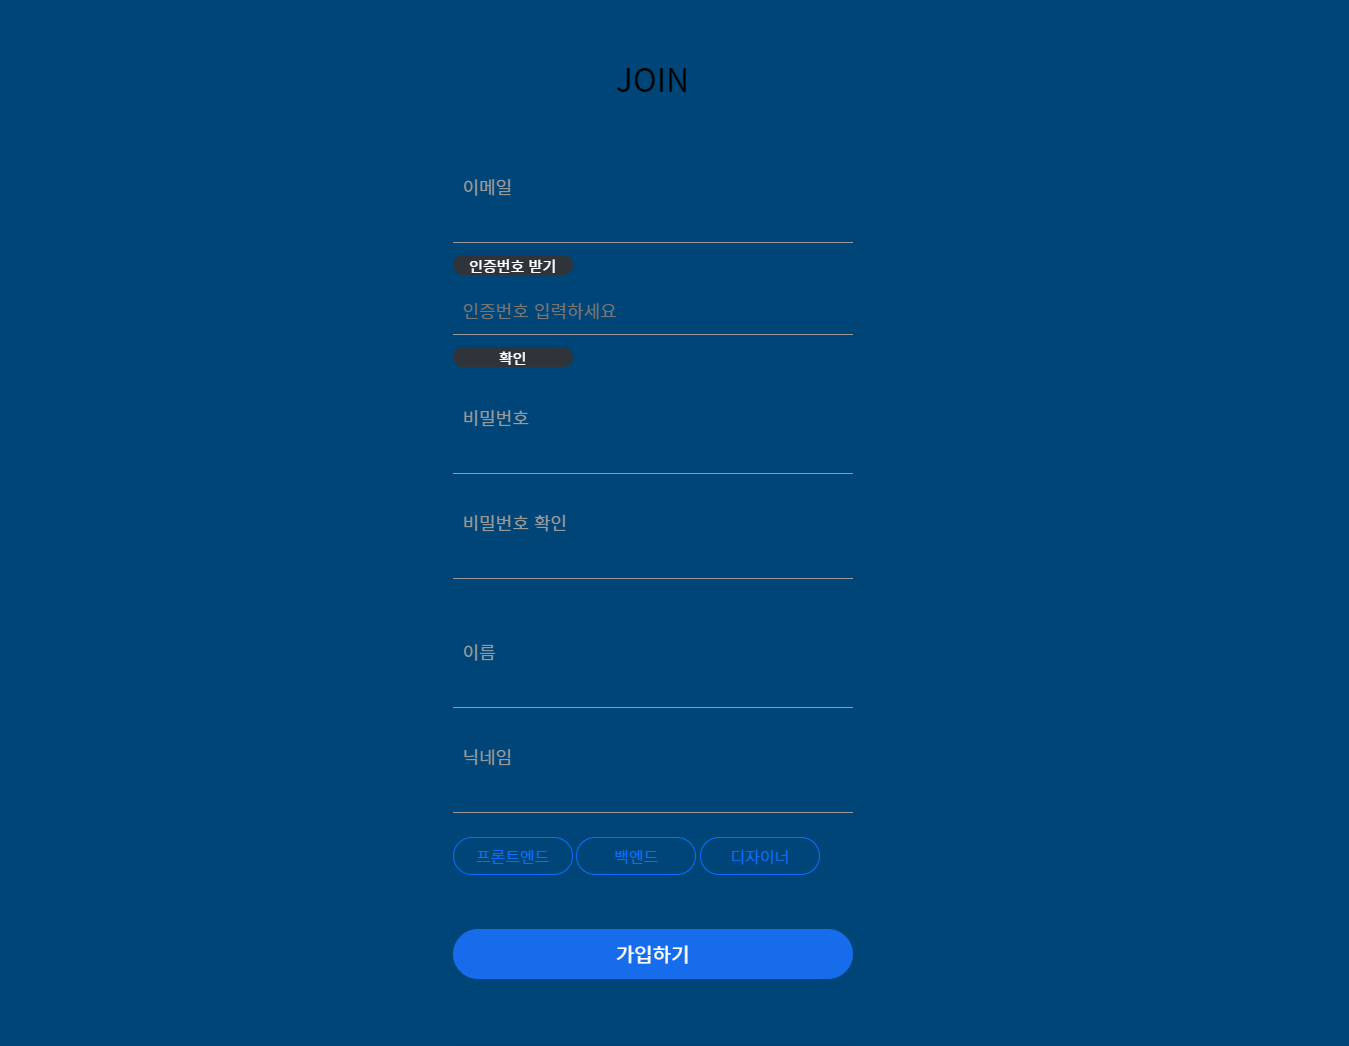 JOIN
이메일
인증번호 받기
인증번호 입력하세요
확인
비밀번호
비밀번호 확인
이름
닉네임
프론트엔드 백엔드 디자이너
가입하기